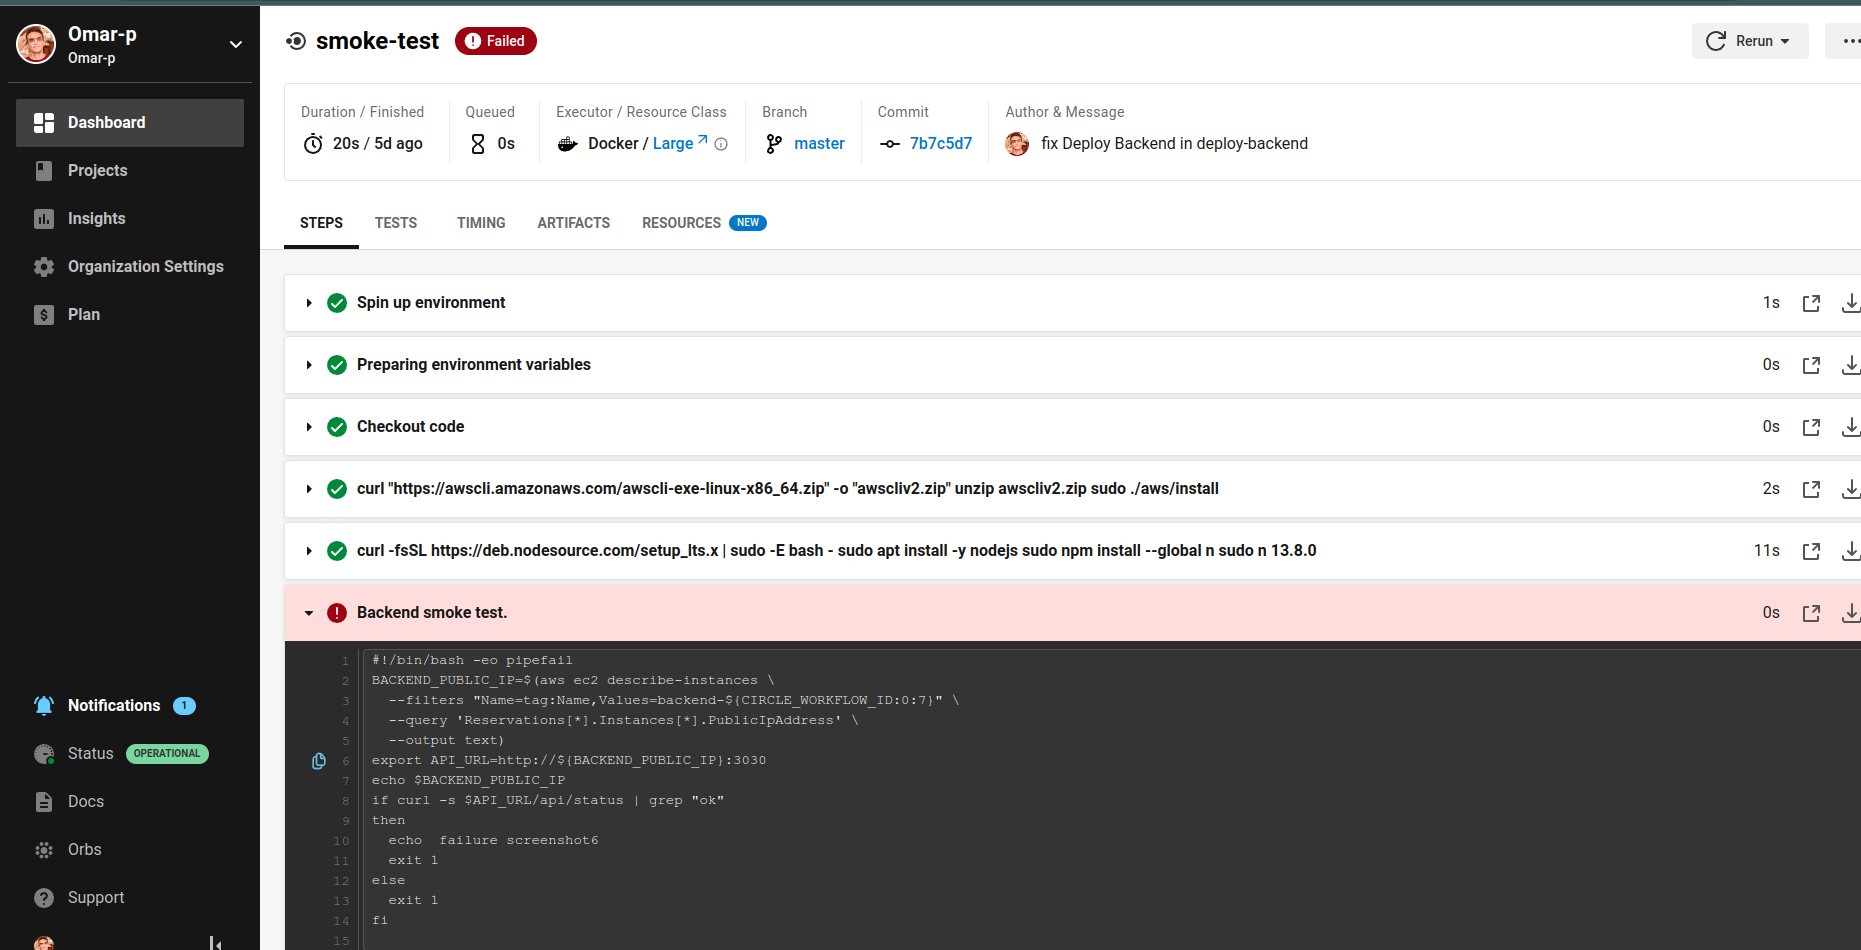 Omar-p
Omar-p
Dashboard
Projects
Insights
Organization Settings
$ Plan
Notifications 1
Status OPERATIONAL
Docs
Orbs
? Support
smoke-test ! Failed
Rerun
Duration / Finished
20s / 5d ago
Queued
0s
Executor / Resource Class
Docker / Large
Branch
master
Commit
7b7c5d7
Author & Message
fix Deploy Backend in deploy-backend
STEPS TESTS TIMING ARTIFACTS RESOURCES NEW
Spin up environment 1s
Preparing environment variables 0s
Checkout code 0s
curl "https://awscli.amazonaws.com/awscli-exe-linux-x86_64.zip" -o "awscliv2.zip" unzip awscliv2.zip sudo ./aws/install 2s
curl -fsSL https://deb.nodesource.com/setup_lts.x | sudo -E bash - sudo apt install -y nodejs sudo npm install --global n sudo n 13.8.0 11s
! Backend smoke test. 0s
1 #!/bin/bash -eo pipefail
2 BACKEND_PUBLIC_IP=$(aws ec2 describe-instances \
3 --filters "Name=tag:Name,Values=backend-${CIRCLE_WORKFLOW_ID:0:7}" \
4 --query 'Reservations[*].Instances[*].PublicIpAddress' \
5 --output text)
6 export API_URL=http://${BACKEND_PUBLIC_IP}:3030
7 echo $BACKEND_PUBLIC_IP
8 if curl -s $API_URL/api/status | grep "ok"
9 then
10 echo  failure screenshot6
11 exit 1
12 else
13 exit 1
14 fi
15